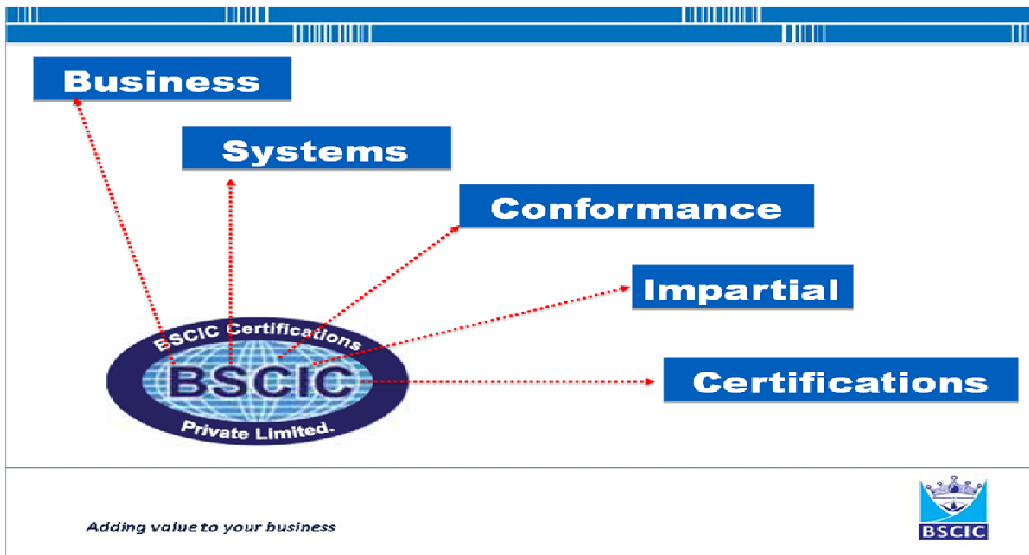 Business
Systems
Conformance
Impartial
BSCIC Certifications
BSCIC
Certifications
Private Limited.
Adding value to your business
BSCIC